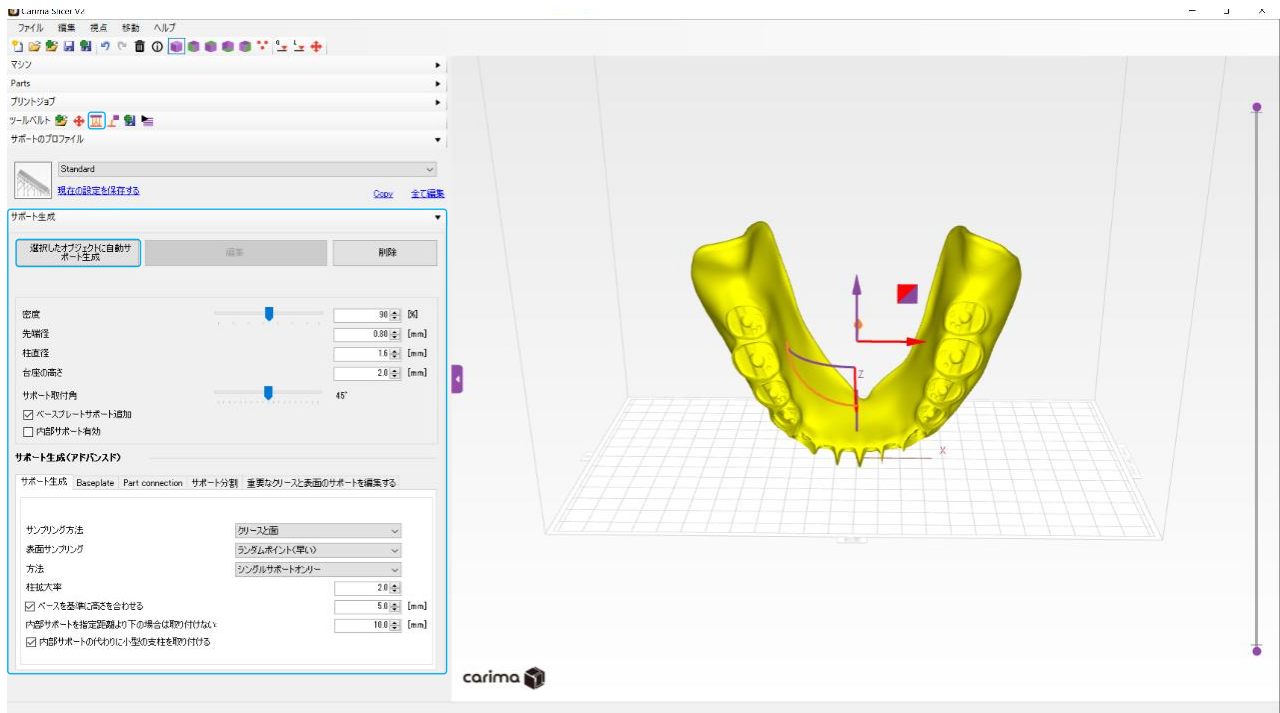 Carima Slicer V2
ファイル 編集 視点 移動 ヘルプ
マシン
Parts
プリントジョブ
ツールベルト
サポートのプロファイル
Standard
現在の設定を保存する Copy 全て編集
サポート生成
選択したオブジェクトに自動サ
ポート生成
編集 削除
密度 90 [%]
先端径 0.80 [mm]
柱直径 1.6 [mm]
台座の高さ 2.0 [mm]
サポート取付角 45°
ベースプレートサポート追加
内部サポート有効
サポート生成(アドバンスド)
サポート生成 Baseplate Part connection サポート分割 重要なクリースと表面のサポートを編集する
サンプリング方法 クリースと面
表面サンプリング ランダムポイント(早い)
方法 シングルサポートオンリー
柱拡大率 2.0
ベースを基準に高さを合わせる 5.0 [mm]
内部サポートを指定距離より下の場合は取り付けない: 10.0 [mm]
内部サポートの代わりに小型の支柱を取り付ける
Z
X
carima